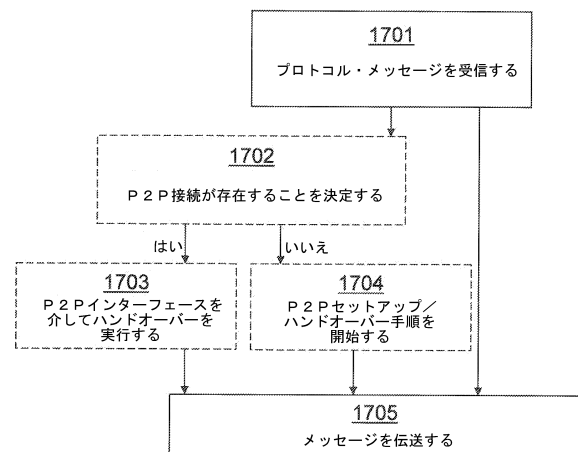 1701
プロトコル・メッセージを受信する
1702
P2P接続が存在することを決定する
はい
いいえ
1703
P2Pインターフェースを
介してハンドオーバーを
実行する
1704
P2Pセットアップ/
ハンドオーバー手順を
開始する
1705
メッセージを伝送する